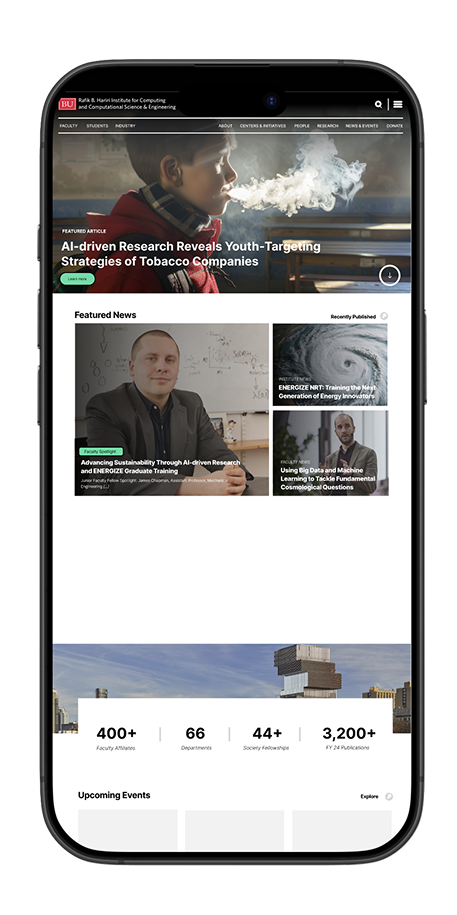 BU
Rafik B. Hariri Institute for Computing
and Computational Science & Engineering
FACULTY STUDENTS INDUSTRY ABOUT CENTERS & INITIATIVES PEOPLE RESEARCH NEWS & EVENTS DONATE
FEATURED ARTICLE
AI-driven Research Reveals Youth-Targeting
Strategies of Tobacco Companies
Learn more
Featured News
Recently Published
Faculty Spotlight
Advancing Sustainability Through AI-driven Research
and ENERGIZE Graduate Training
Junior Faculty Fellow Spotlight: James Chapman, Assistant Professor, Mechanical
Engineering (...)
INSTITUTE NEWS
ENERGIZE NRT: Training the Next
Generation of Energy Innovators
FACULTY NEWS
Using Big Data and Machine
Learning to Tackle Fundamental
Cosmological Questions
400+ 66 44+ 3,200+
Faculty Affiliates Departments Society Fellowships FY 24 Publications
Upcoming Events
Explore